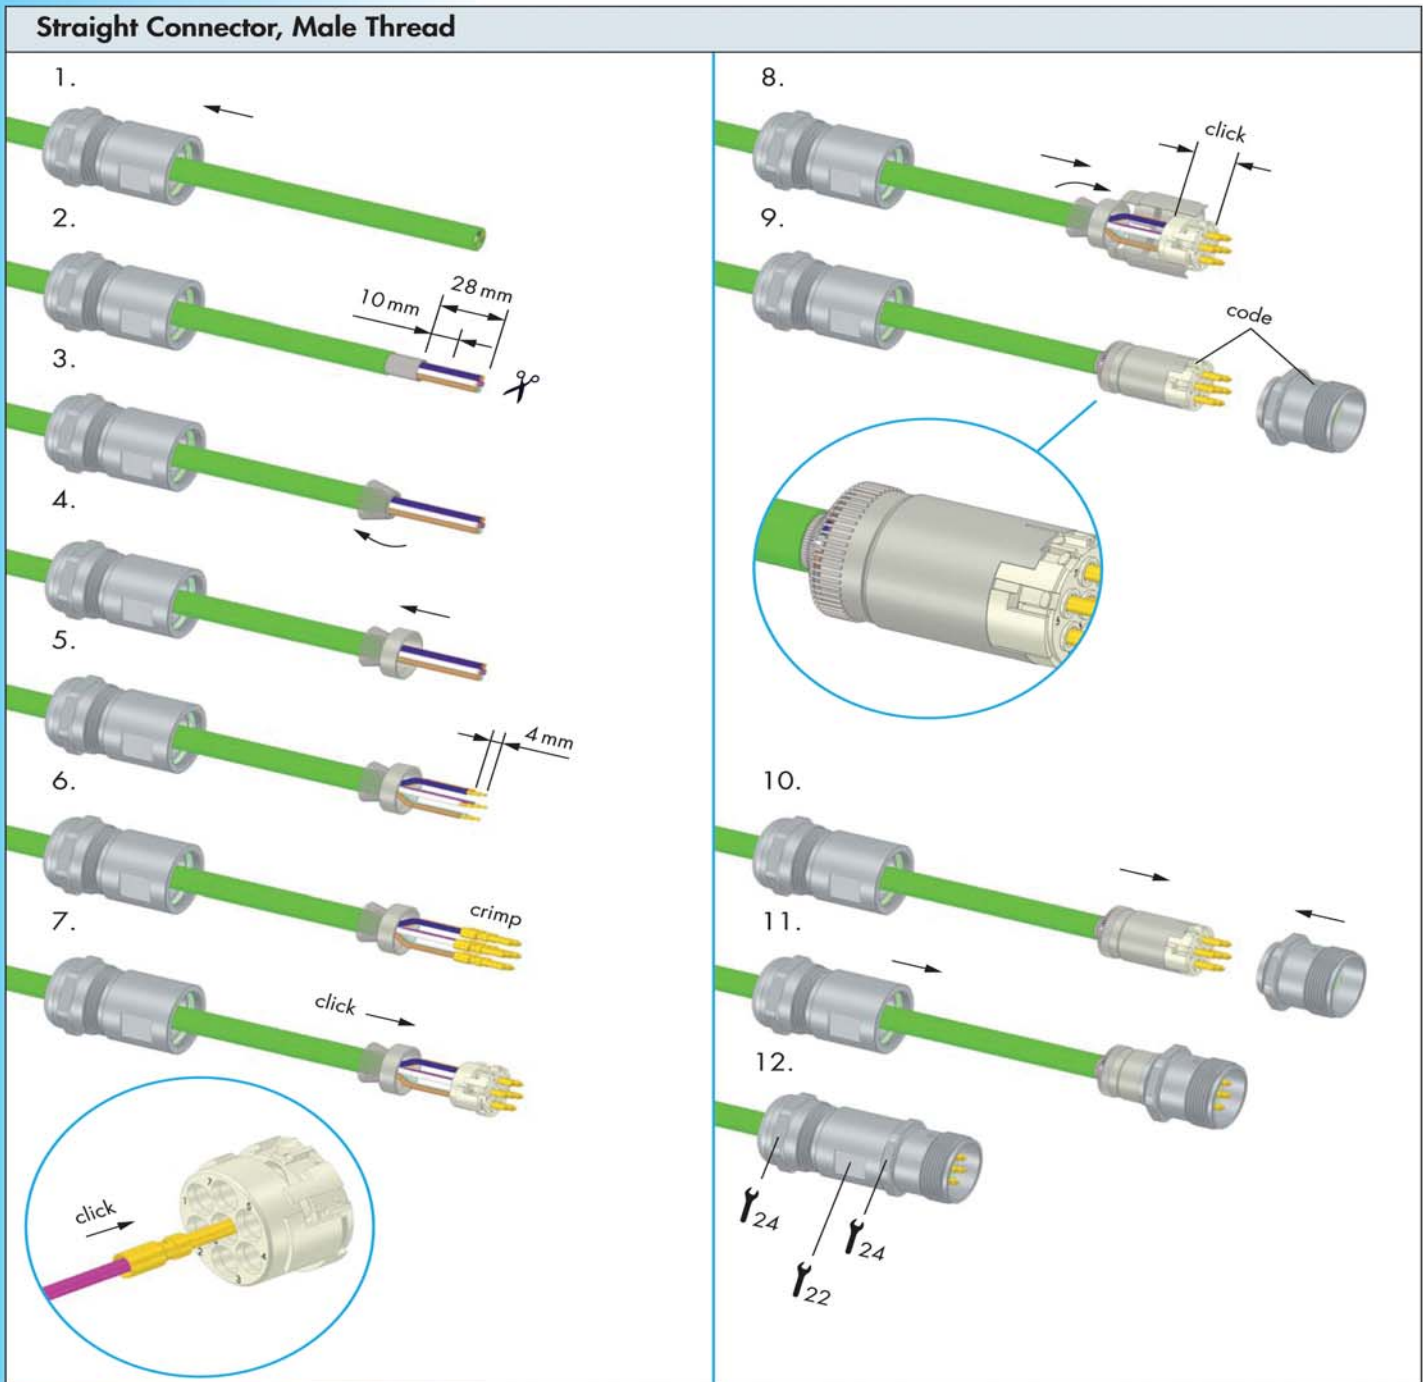 Straight Connector, Male Thread
1.
2.
10 mm
28 mm
3.
4.
5.
4 mm
6.
crimp
7.
click
click
8.
click
9.
code
10.
11.
12.
24
22
24